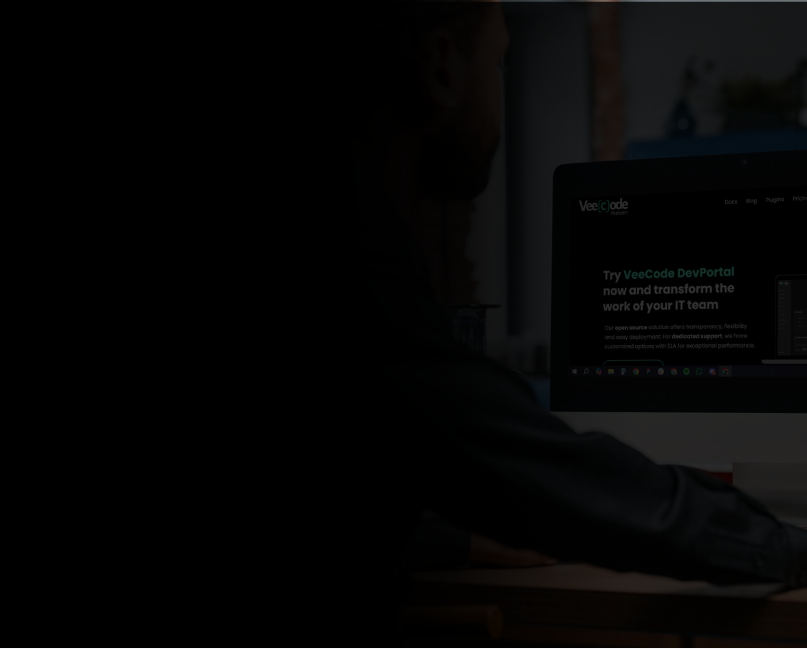 Vee{c}ode
Docs Blog Plugins
Try VeeCode DevPortal
now and transform the
work of your IT team
Our open source solution offers transparency, flexibility
and easy deployment. For dedicated support, we have
customized options with SLA for exceptional performance.